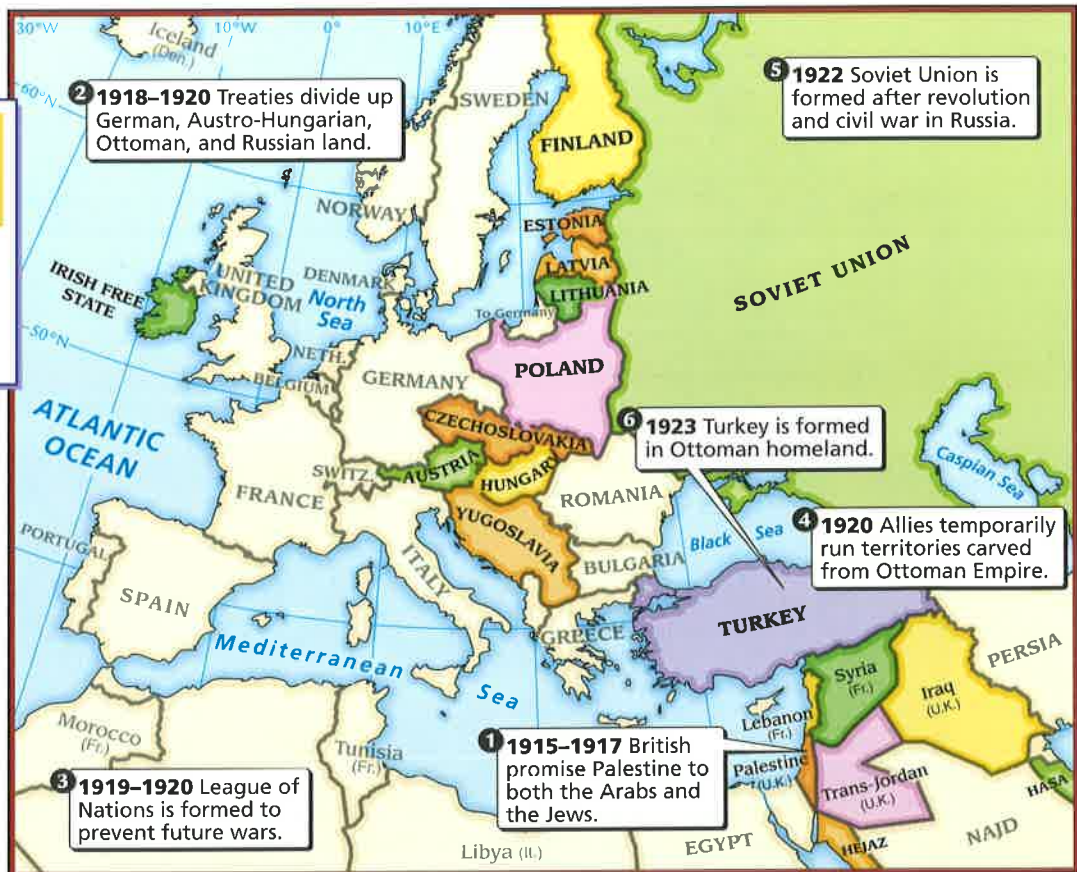 30°W
10°W
0°
10°E
Iceland
(Den.)
60°N
❷ 1918–1920 Treaties divide up
German, Austro-Hungarian,
Ottoman, and Russian land.
❺ 1922 Soviet Union is
formed after revolution
and civil war in Russia.
SWEDEN
FINLAND
NORWAY
ESTONIA
LATVIA
LITHUANIA
SOVIET UNION
IRISH FREE
STATE
UNITED
KINGDOM
DENMARK
North
Sea
To Germany
50°N
NETH.
BELGIUM
GERMANY
POLAND
ATLANTIC
OCEAN
CZECHOSLOVAKIA
❻ 1923 Turkey is formed
in Ottoman homeland.
Caspian Sea
SWITZ.
AUSTRIA
HUNGARY
FRANCE
ROMANIA
YUGOSLAVIA
Black Sea
❹ 1920 Allies temporarily
run territories carved
from Ottoman Empire.
PORTUGAL
SPAIN
ITALY
BULGARIA
TURKEY
GREECE
PERSIA
Mediterranean
Sea
Syria
(Fr.)
Iraq
(U.K.)
Lebanon
(Fr.)
Morocco
(Fr.)
Tunisia
(Fr.)
❶ 1915–1917 British
promise Palestine to
both the Arabs and
the Jews.
Palestine
(U.K.)
Trans-Jordan
(U.K.)
HASA
❸ 1919–1920 League of
Nations is formed to
prevent future wars.
Libya (It.)
EGYPT
HEJAZ
NAJD